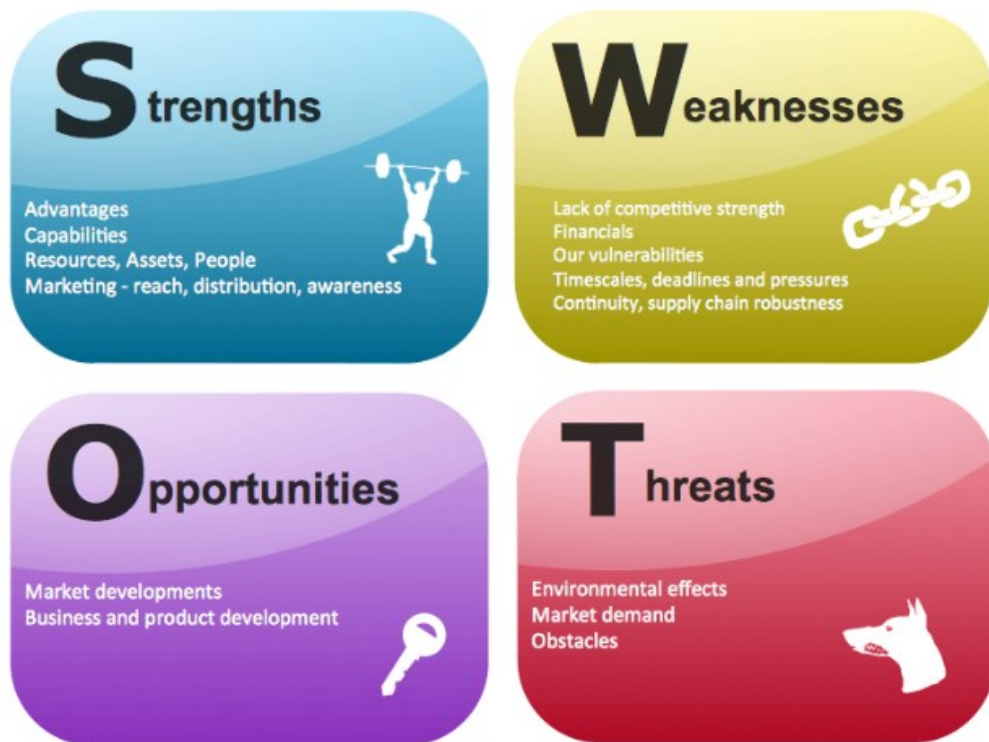 Strengths
Advantages
Capabilities
Resources, Assets, People
Marketing - reach, distribution, awareness
Weaknesses
Lack of competitive strength
Financials
Our vulnerabilities
Timescales, deadlines and pressures
Continuity, supply chain robustness
Opportunities
Market developments
Business and product development
Threats
Environmental effects
Market demand
Obstacles